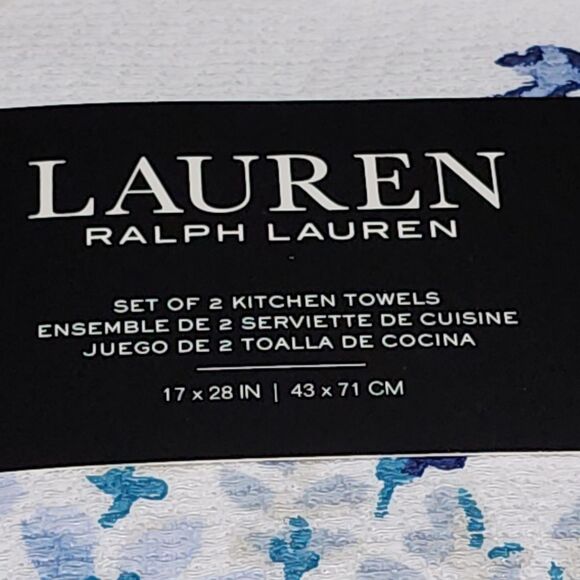 LAUREN
RALPH LAUREN
SET OF 2 KITCHEN TOWELS
ENSEMBLE DE 2 SERVIETTE DE CUISINE
JUEGO DE 2 TOALLA DE COCINA
17 x 28 IN | 43 x 71 CM